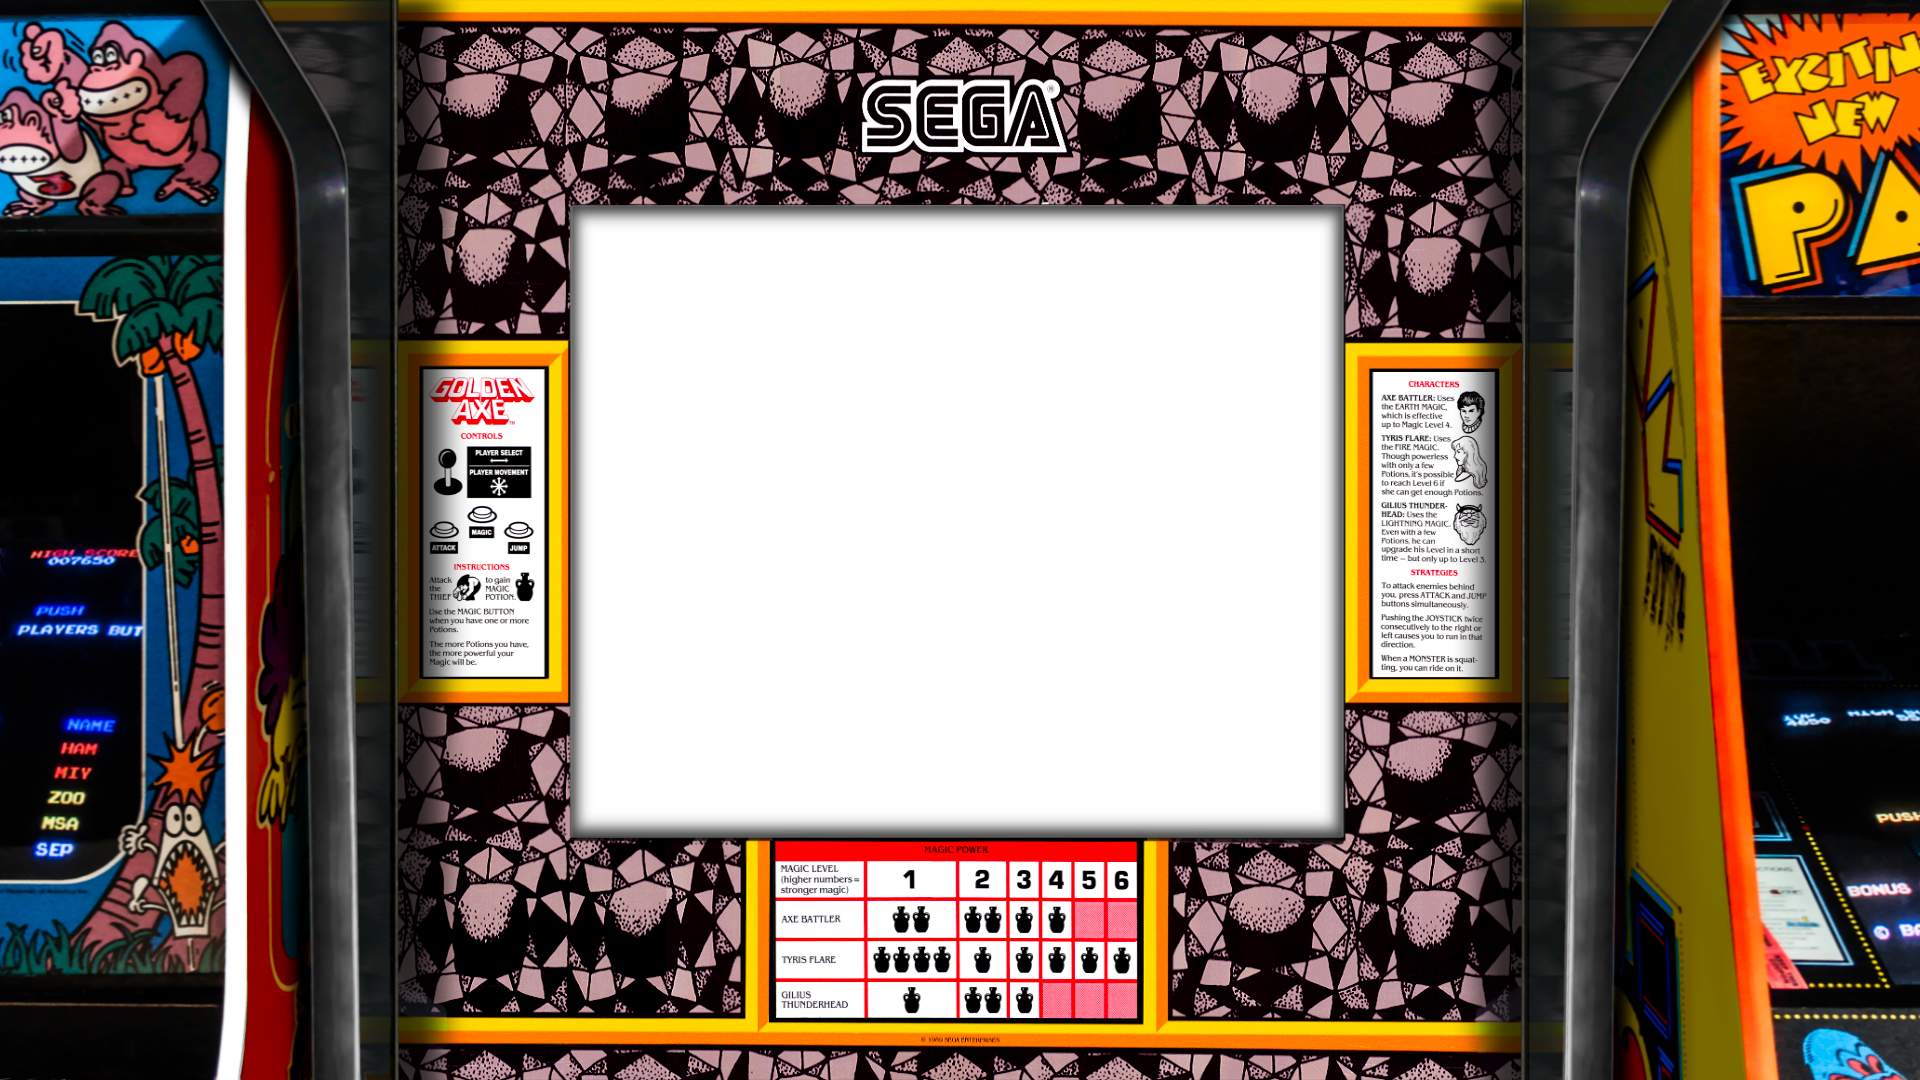 EXCITIN
NEW
PA
SEGA®
GOLDEN
AXE™
CONTROLS
PLAYER SELECT
PLAYER MOVEMENT
MAGIC
ATTACK
JUMP
INSTRUCTIONS
Attack
the
THIEF
to gain
MAGIC
POTION.
Use the MAGIC BUTTON
when you have one or more
Potions.
The more Potions you have,
the more powerful your
Magic will be.
CHARACTERS
AXE BATTLER: Uses
the EARTH MAGIC,
which is effective
up to Magic Level 4.
TYRIS FLARE: Uses
the FIRE MAGIC.
Though powerless
with only a few
Potions, it's possible
to reach Level 6 if
she can get enough Potions.
GILIUS THUNDER-
HEAD: Uses the
LIGHTNING MAGIC.
Even with a few
Potions, he can
upgrade his Level in a short
time – but only up to Level 3.
STRATEGIES
To attack enemies behind
you, press ATTACK and JUMP
buttons simultaneously.
Pushing the JOYSTICK twice
consecutively to the right or
left causes you to run in that
direction.
When a MONSTER is squat-
ting, you can ride on it.
HIGH SCORE
007650
PUSH
PLAYERS BUT
NAME
HAM
MIY
ZOO
MSA
SEP
4650
PUSH
BONUS
© BA
MAGIC POWER
MAGIC LEVEL
(higher numbers =
stronger magic)
1 2 3 4 5 6
AXE BATTLER
TYRIS FLARE
GILIUS
THUNDERHEAD
© 1989 SEGA ENTERPRISES